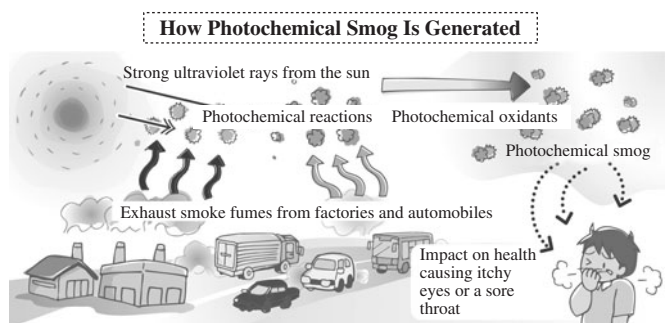 How Photochemical Smog Is Generated
Strong ultraviolet rays from the sun
Photochemical reactions
Photochemical oxidants
Photochemical smog
Exhaust smoke fumes from factories and automobiles
Impact on health
causing itchy
eyes or a sore
throat